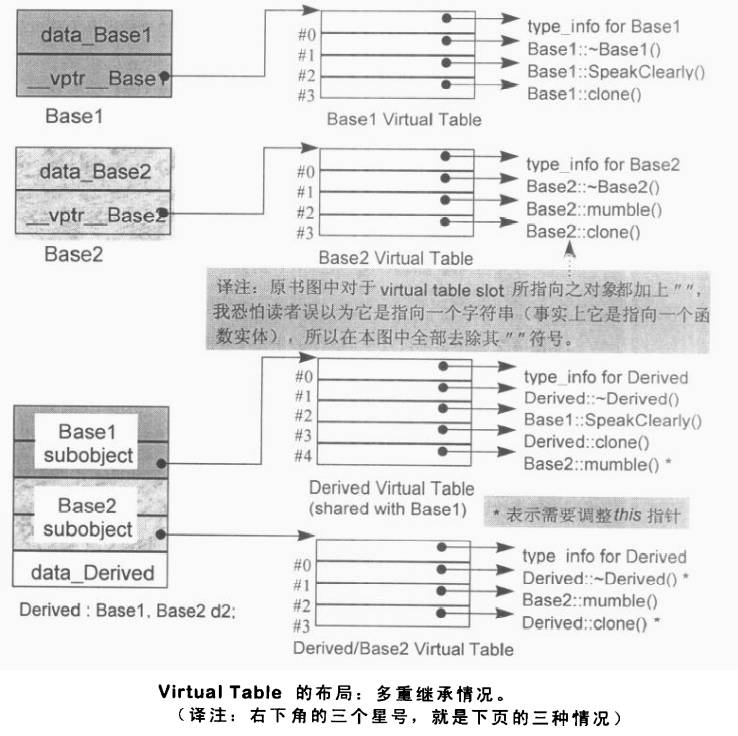 data_Base1
__vptr__Base1
Base1
#0
#1
#2
#3
type_info for Base1
Base1::~Base1()
Base1::SpeakClearly()
Base1::clone()
Base1 Virtual Table
data_Base2
__vptr__Base2
Base2
#0
#1
#2
#3
type_info for Base2
Base2::~Base2()
Base2::mumble()
Base2::clone()
Base2 Virtual Table
译注：原书图中对于 virtual table slot 所指向之对象都加上 " "，
我恐怕读者误以为它是指向一个字符串（事实上它是指向一个函
数实体），所以在本图中全部去除其 " " 符号。
Base1
subobject
Base2
subobject
data_Derived
Derived : Base1, Base2 d2;
#0
#1
#2
#3
#4
type_info for Derived
Derived::~Derived()
Base1::SpeakClearly()
Derived::clone()
Base2::mumble() *
Derived Virtual Table
(shared with Base1)
* 表示需要调整this 指针
#0
#1
#2
#3
type info for Derived
Derived::~Derived() *
Base2::mumble()
Derived::clone() *
Derived/Base2 Virtual Table
Virtual Table 的布局：多重继承情况。
（译注：右下角的三个星号，就是下页的三种情况）